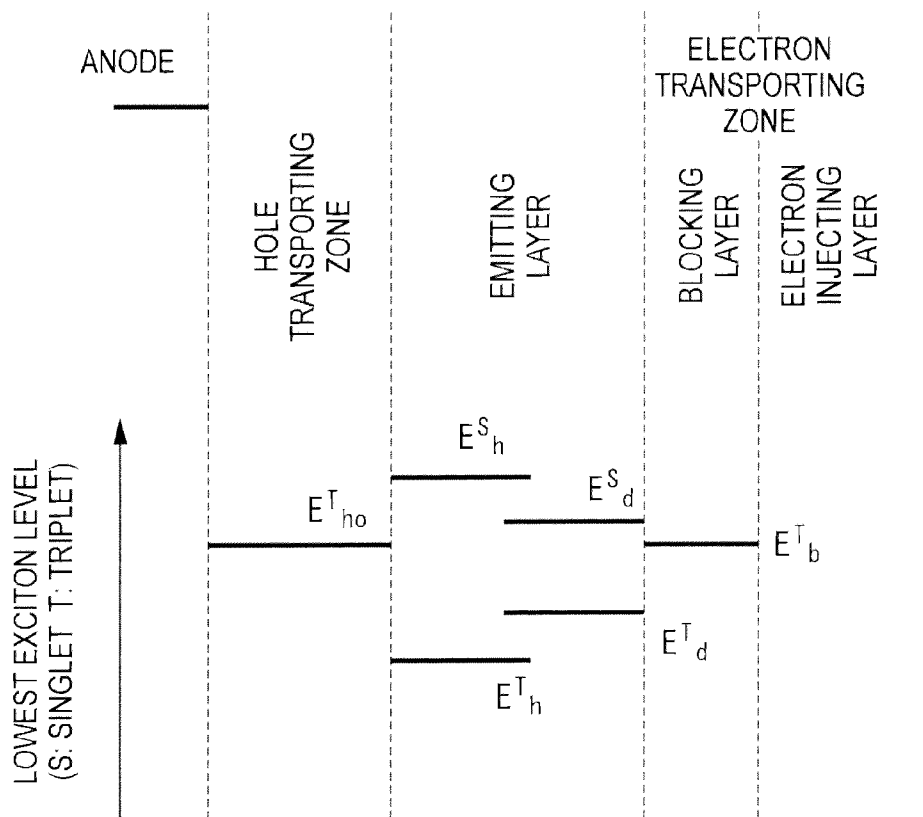 ANODE
ELECTRON
TRANSPORTING
ZONE
HOLE
TRANSPORTING
ZONE
EMITTING
LAYER
BLOCKING
LAYER
ELECTRON
INJECTING
LAYER
LOWEST EXCITON LEVEL
(S: SINGLET T: TRIPLET)
E^S_h
E^S_d
E^T_ho
E^T_b
E^T_d
E^T_h